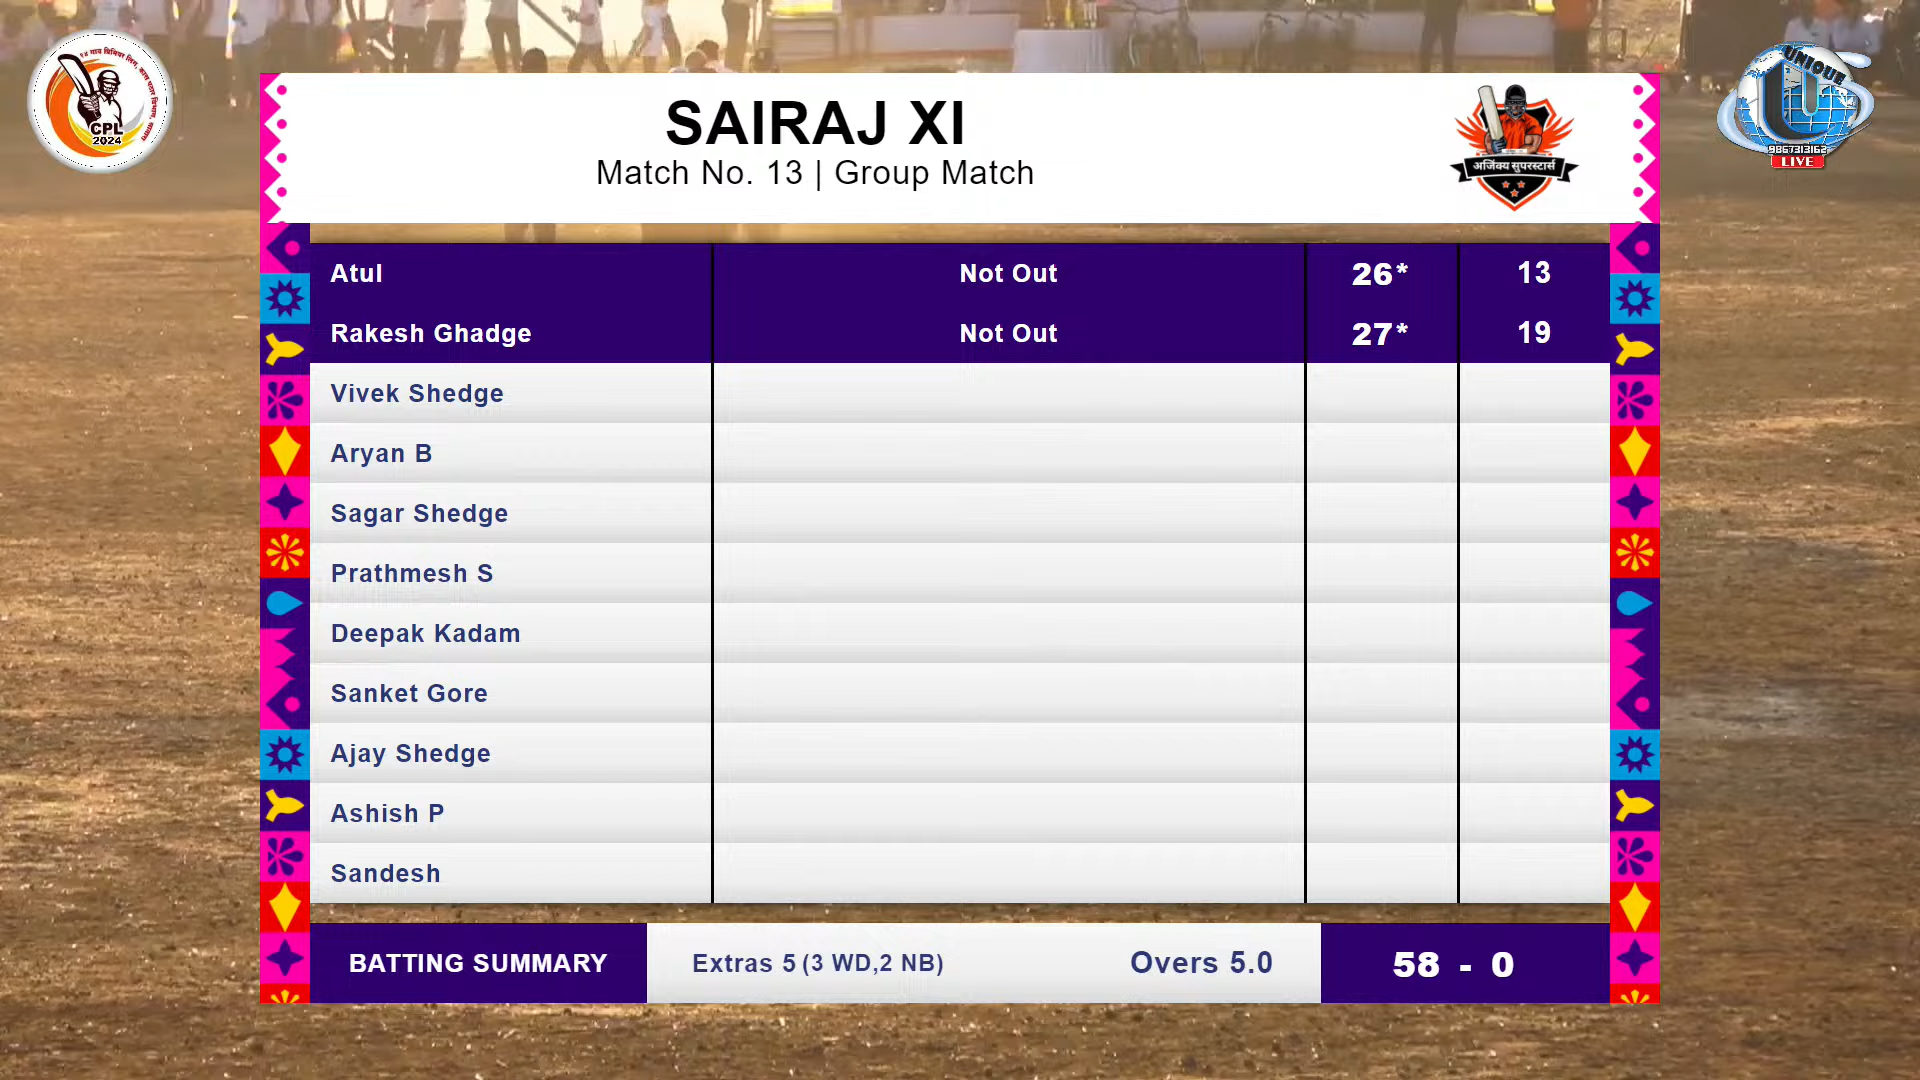 CPL
2024
SAIRAJ XI
Match No. 13 | Group Match
अजिंक्य सुपरस्टार्स
UNIQUE
9867313162
LIVE
Atul Not Out 26* 13
Rakesh Ghadge Not Out 27* 19
Vivek Shedge
Aryan B
Sagar Shedge
Prathmesh S
Deepak Kadam
Sanket Gore
Ajay Shedge
Ashish P
Sandesh
BATTING SUMMARY Extras 5 (3 WD,2 NB) Overs 5.0 58 - 0